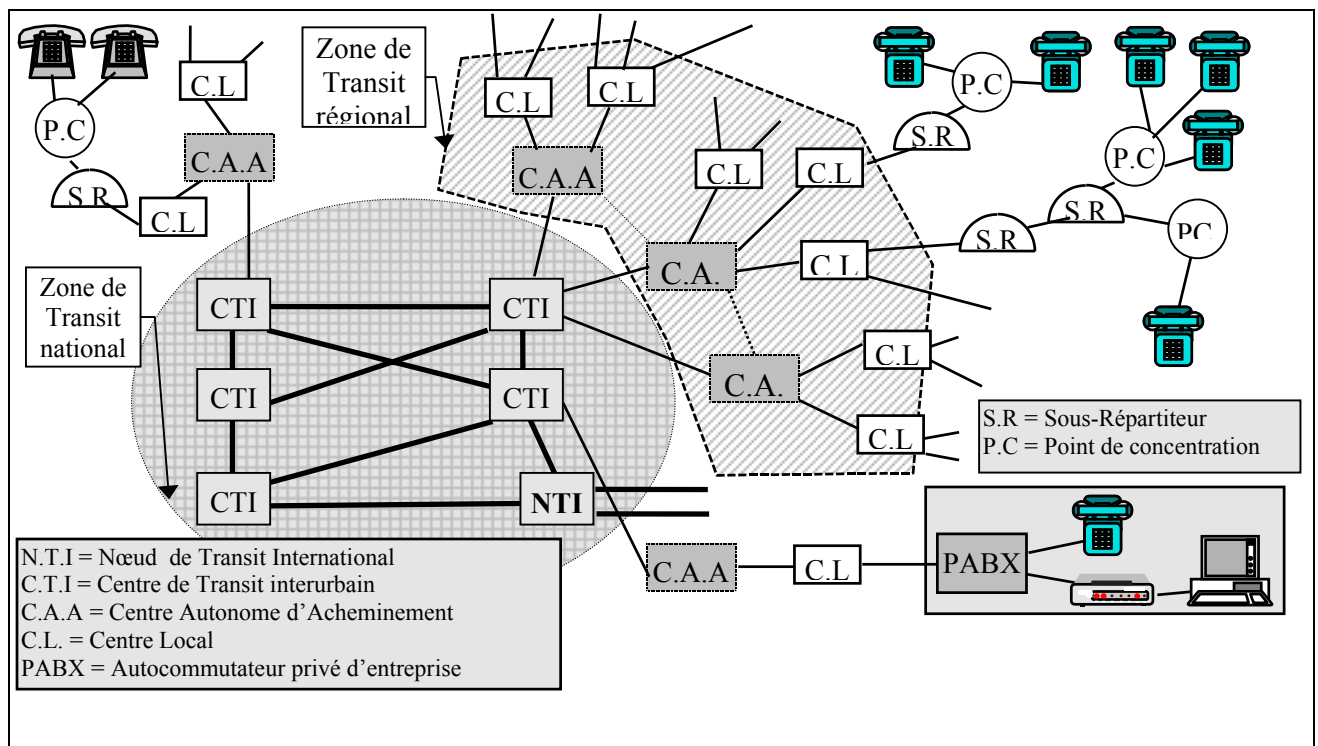 Zone de
Transit
régional
P.C
C.L
C.A.A
S.R
C.L
C.L
C.L
C.A.A
C.L
C.L
C.A.
C.L
C.A.
C.L
C.L
P.C
S.R
P.C
S.R
S.R
PC
Zone de
Transit
national
CTI
CTI
CTI
CTI
CTI
NTI
S.R = Sous-Répartiteur
P.C = Point de concentration
C.A.A
C.L
PABX
N.T.I = Nœud de Transit International
C.T.I = Centre de Transit interurbain
C.A.A = Centre Autonome d’Acheminement
C.L. = Centre Local
PABX = Autocommutateur privé d’entreprise